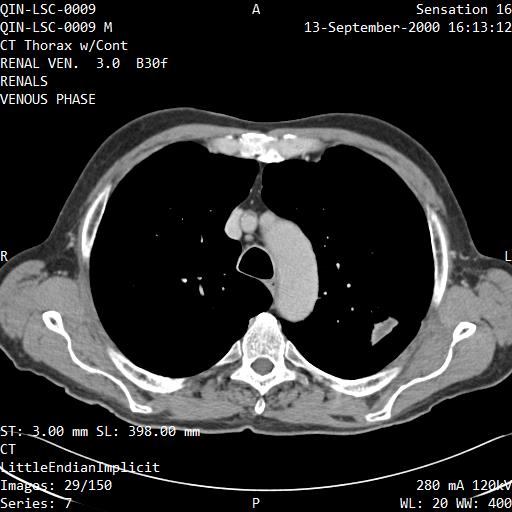 QIN-LSC-0009
QIN-LSC-0009 M
CT Thorax w/Cont
RENAL VEN.  3.0  B30f
RENALS
VENOUS PHASE
A
Sensation 16
13-September-2000 16:13:12
R
L
ST: 3.00 mm SL: 398.00 mm
CT
LittleEndianImplicit
Images: 29/150
Series: 7
P
280 mA 120kV
WL: 20 WW: 400